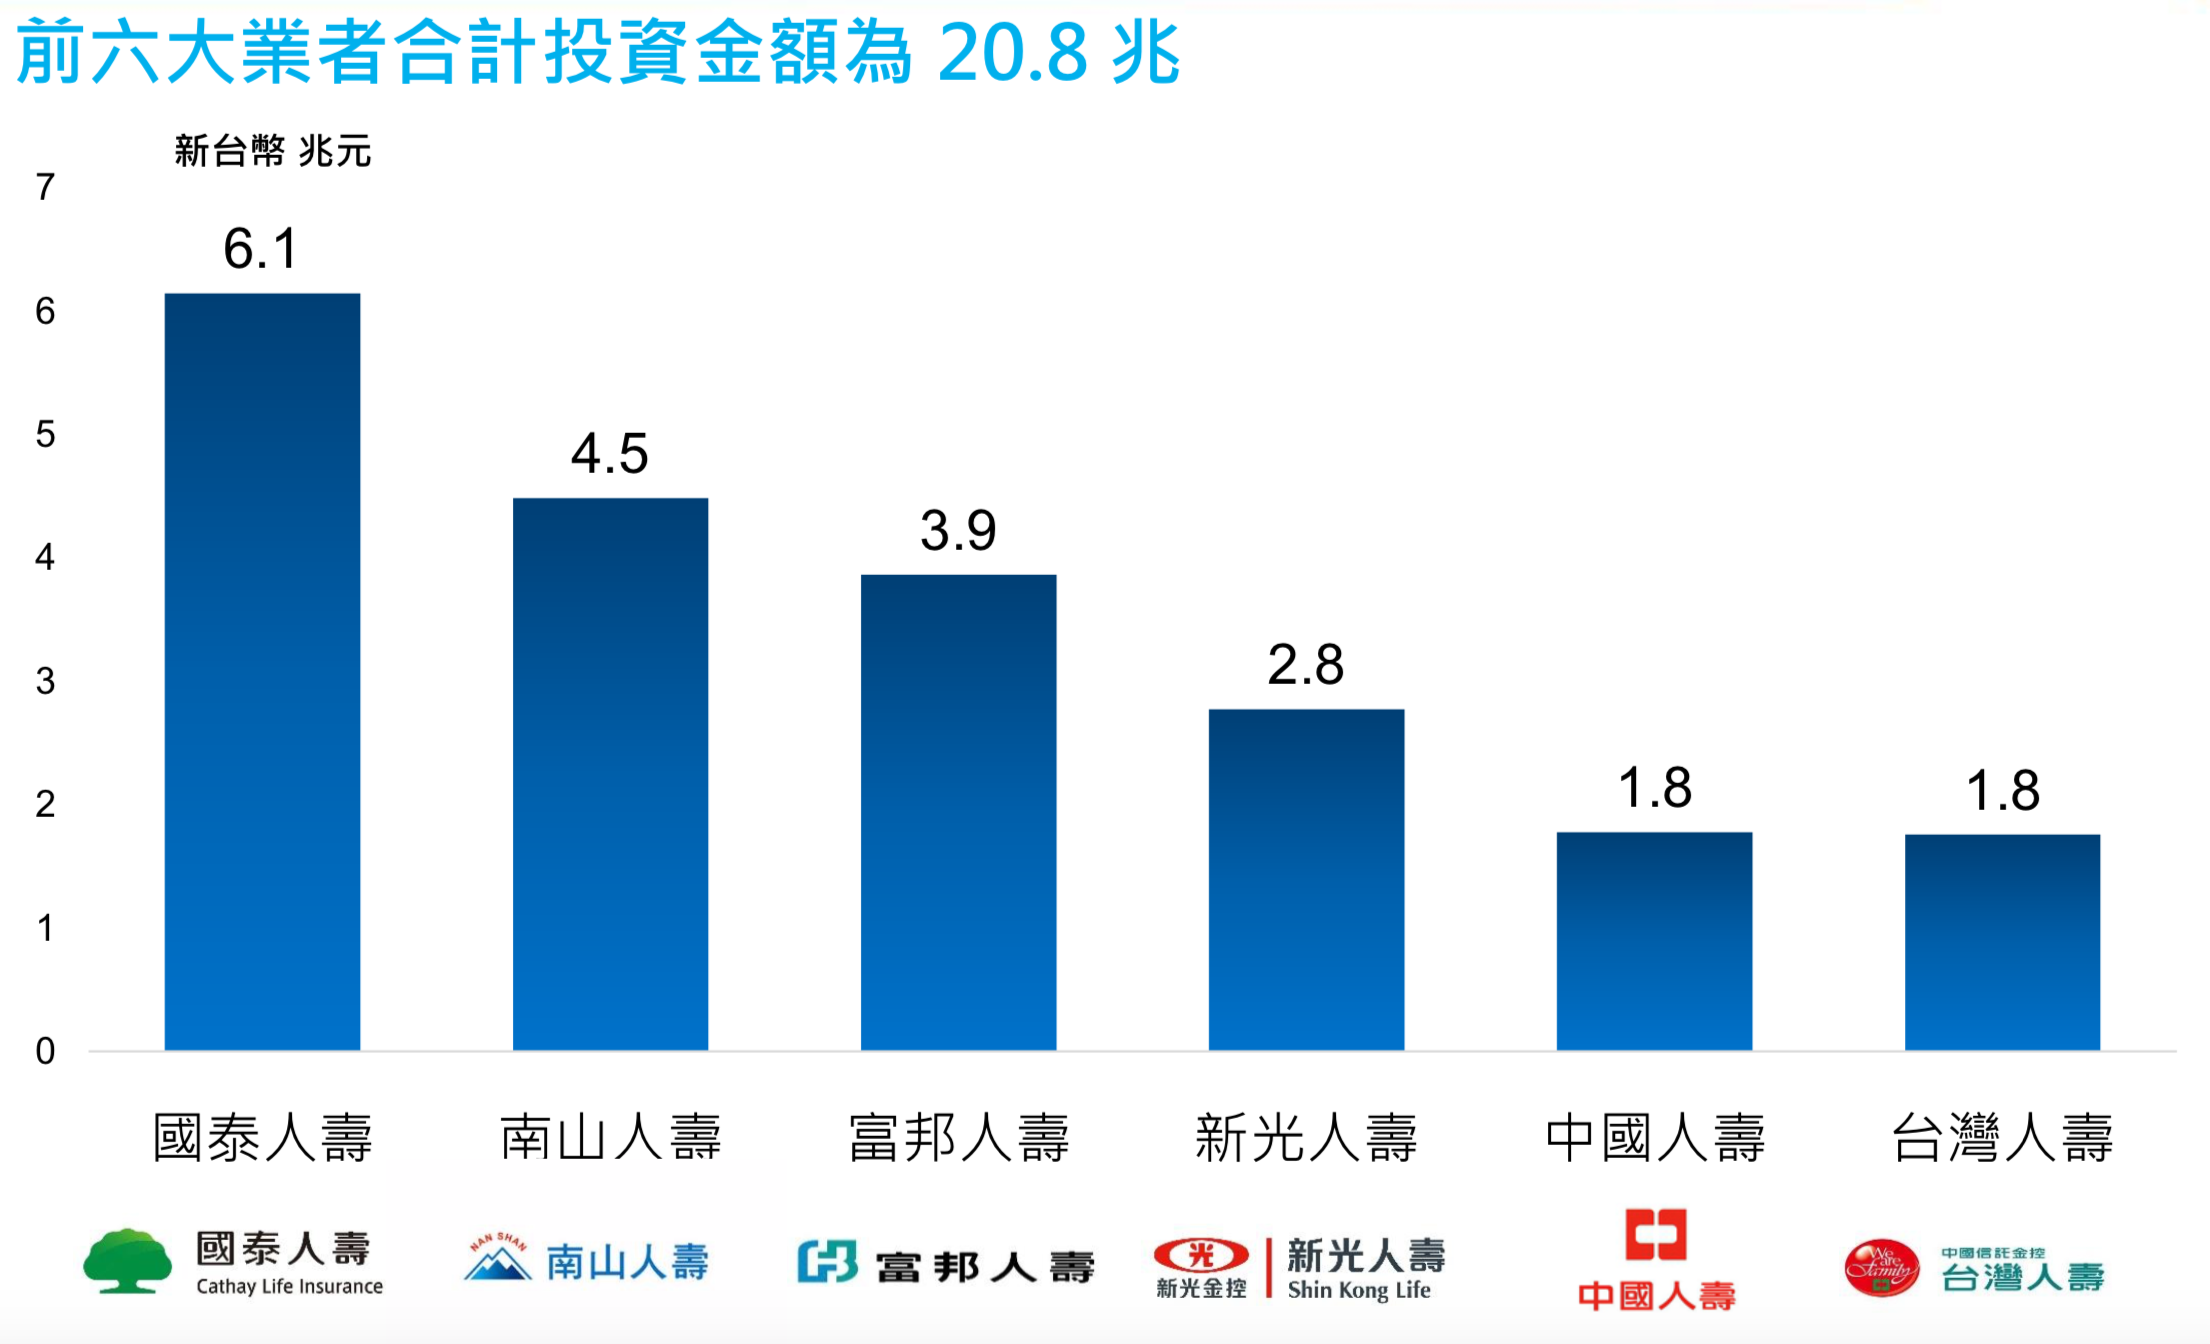 前六大業者合計投資金額為 20.8 兆
新台幣 兆元
7
6
5
4
3
2
1
0
6.1
4.5
3.9
2.8
1.8
1.8
國泰人壽
南山人壽
富邦人壽
新光人壽
中國人壽
台灣人壽
國泰人壽
Cathay Life Insurance
NAN SHAN
南山人壽
富邦人壽
光
新光金控
新光人壽
Shin Kong Life
中國人壽
We are Family
中國信託金控
台灣人壽